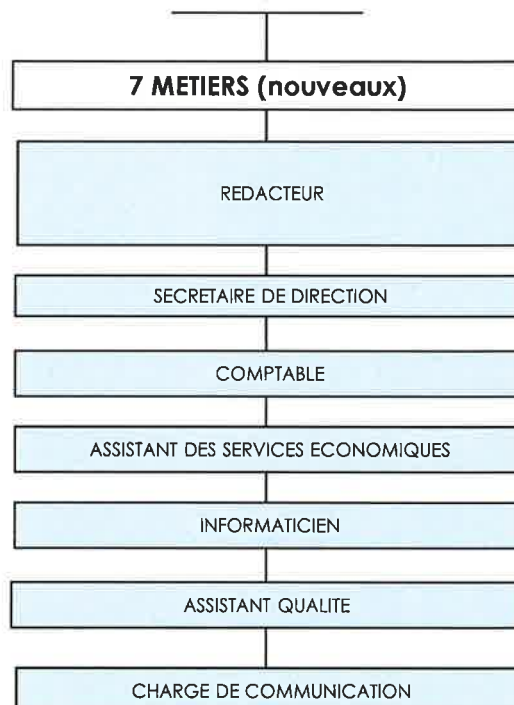 7 METIERS (nouveaux)
REDACTEUR
SECRETAIRE DE DIRECTION
COMPTABLE
ASSISTANT DES SERVICES ECONOMIQUES
INFORMATICIEN
ASSISTANT QUALITE
CHARGE DE COMMUNICATION